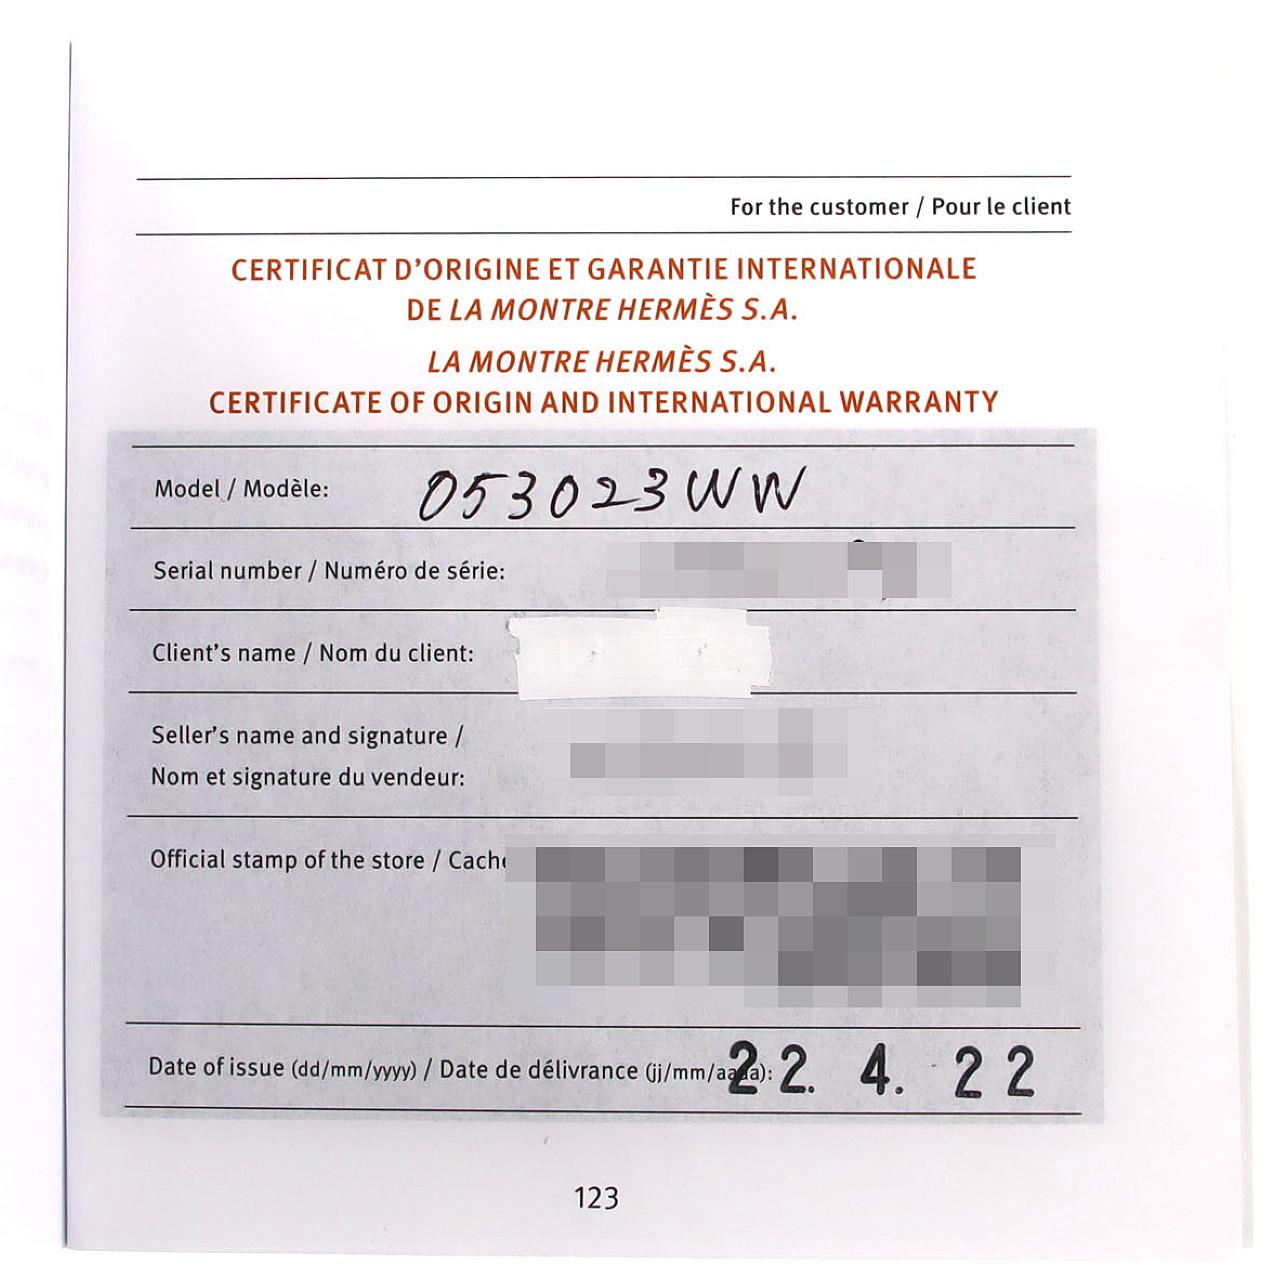 For the customer / Pour le client
CERTIFICAT D'ORIGINE ET GARANTIE INTERNATIONALE
DE LA MONTRE HERMÈS S.A.
LA MONTRE HERMÈS S.A.
CERTIFICATE OF ORIGIN AND INTERNATIONAL WARRANTY
Model / Modèle: 053023WW
Serial number / Numéro de série:
Client's name / Nom du client:
Seller's name and signature /
Nom et signature du vendeur:
Official stamp of the store /
Date of issue (dd/mm/yyyy) / Date de délivrance (jj/mm/aaaa): 22. 4. 22
123